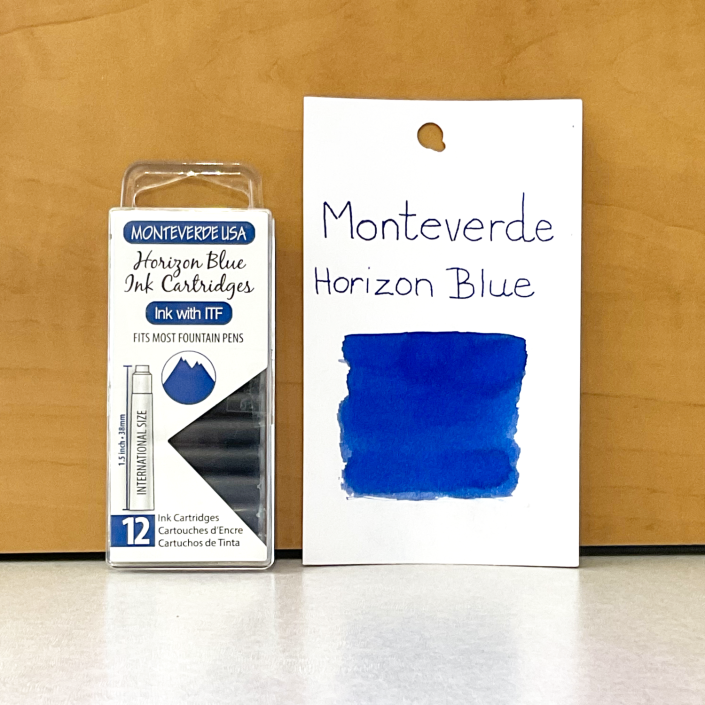 MONTEVERDE USA
Horizon Blue
Ink Cartridges
Ink with ITF
FITS MOST FOUNTAIN PENS
1.5 inch • 38mm
INTERNATIONAL SIZE
12
Ink Cartridges
Cartouches d'Encre
Cartuchos de Tinta
Monteverde
Horizon Blue